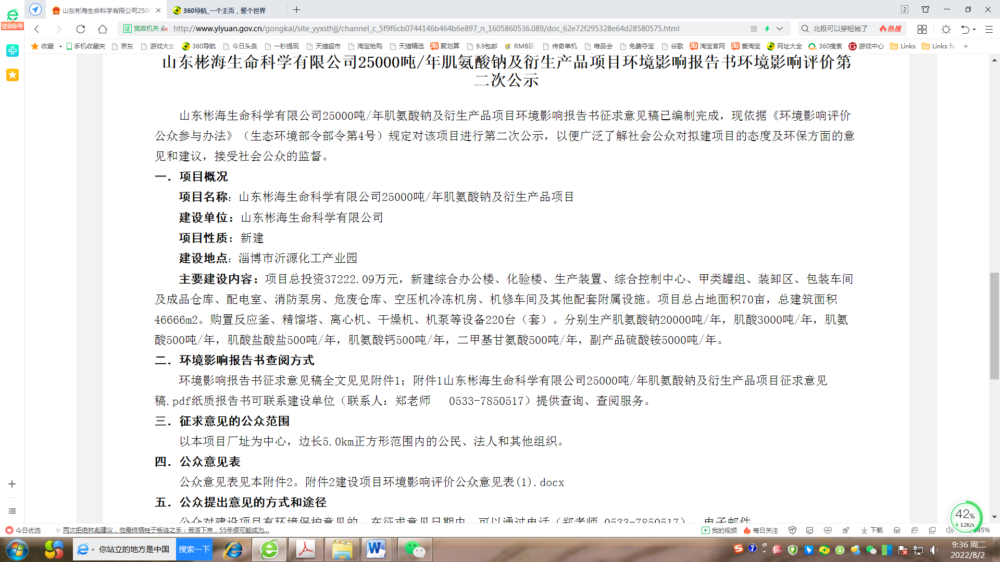 登录账号
山东彬海生命科学有限公司2500
360导航_一个主页，整个世界
2
证 党政机关
http://www.yiyuan.gov.cn/gongkai/site_yyxsthjj/channel_c_5f9f6cb0744146b464b6e897_n_1605860536.089/doc_62e72f295328e64d28580575.html
北极可以穿短袖了
热搜
收藏 手机收藏夹 京东 游戏大全 360导航 今日头条 一秒提现 天猫超市 淘宝抢购 天猫精选 聚划算 9.9包邮 RMB回 传奇单机 唯品会 免费夺宝 谷歌 淘宝官网 爱淘宝 网址大全 360搜索 游戏中心 Links Links fo »
山东彬海生命科学有限公司25000吨/年肌氨酸钠及衍生产品项目环境影响报告书环境影响评价第
二次公示
山东彬海生命科学有限公司25000吨/年肌氨酸钠及衍生产品项目环境影响报告书征求意见稿已编制完成，现依据《环境影响评价
公众参与办法》（生态环境部令部令第4号）规定对该项目进行第二次公示，以便广泛了解社会公众对拟建项目的态度及环保方面的意
见和建议，接受社会公众的监督。
一．项目概况
项目名称：山东彬海生命科学有限公司25000吨/年肌氨酸钠及衍生产品项目
建设单位：山东彬海生命科学有限公司
项目性质：新建
建设地点：淄博市沂源化工产业园
主要建设内容：项目总投资37222.09万元，新建综合办公楼、化验楼、生产装置、综合控制中心、甲类罐组、装卸区、包装车间
及成品仓库、配电室、消防泵房、危废仓库、空压机冷冻机房、机修车间及其他配套附属设施。项目总占地面积70亩，总建筑面积
46666m2。购置反应釜、精馏塔、离心机、干燥机、机泵等设备220台（套）。分别生产肌氨酸钠20000吨/年，肌酸3000吨/年，肌氨
酸500吨/年，肌酸盐酸盐500吨/年，肌氨酸钙500吨/年，二甲基甘氨酸500吨/年，副产品硫酸铵5000吨/年。
二．环境影响报告书查阅方式
环境影响报告书征求意见稿全文见见附件1；附件1山东彬海生命科学有限公司25000吨/年肌氨酸钠及衍生产品项目征求意见
稿.pdf纸质报告书可联系建设单位（联系人：郑老师 0533-7850517）提供查询、查阅服务。
三．征求意见的公众范围
以本项目厂址为中心，边长5.0km正方形范围内的公民、法人和其他组织。
四．公众意见表
公众意见表见本附件2。附件2建设项目环境影响评价公众意见表(1).docx
五．公众提出意见的方式和途径
公众对建设项目有环境保护意见的，在征求意见日期内，可以通过电话（郑老师 0533-7850517）、电子邮件
42%
1.2K/s
今日优选
两次拒绝林彪建议，他最终牺牲于叛徒之手：若活下来，55年很可能成为...
我的视频 每日关注 下载 145%
你站立的地方是中国 搜索一下
9:36 周二
2022/8/2